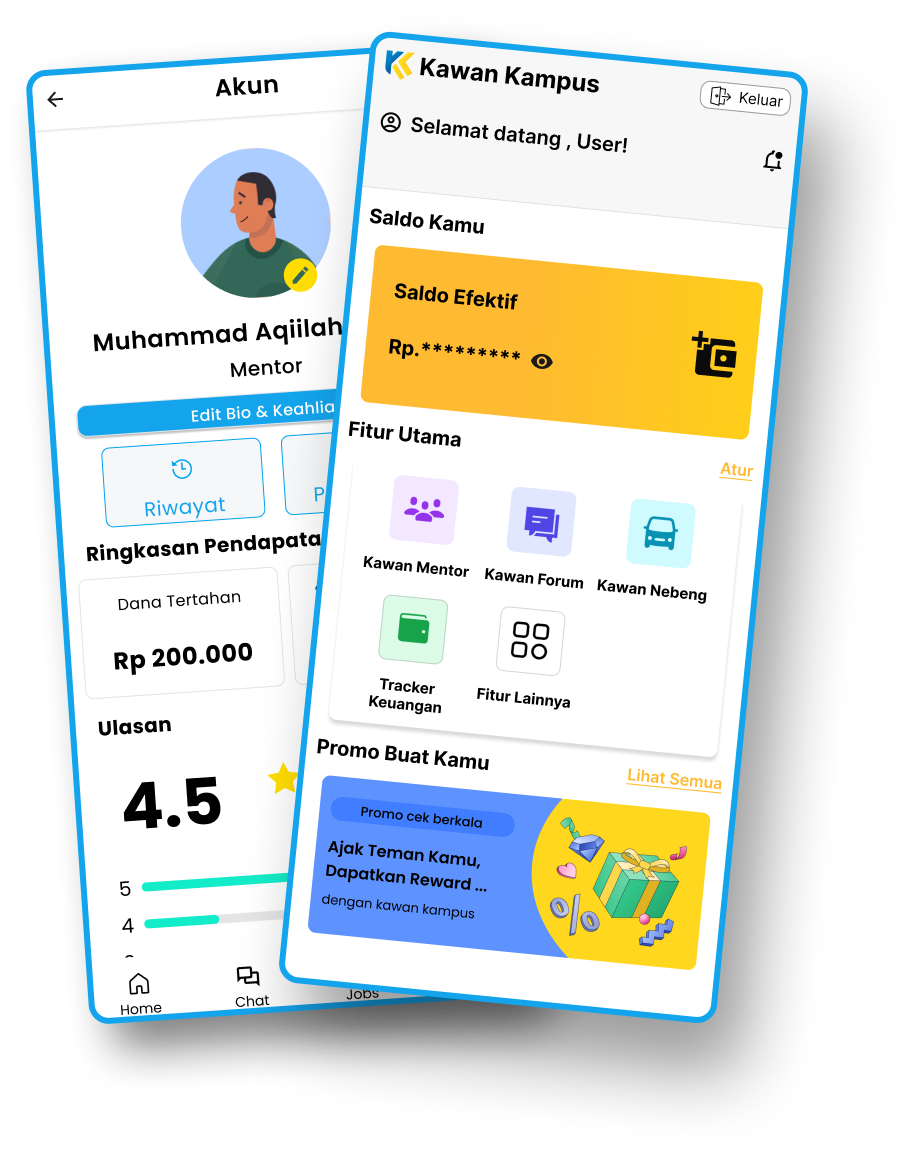 Akun
Muhammad Aqiilah
Mentor
Edit Bio & Keahlia
Riwayat
P
Ringkasan Pendapata
Dana Tertahan
Rp 200.000
Ulasan
4.5
5
4
Home
Chat
Jobs
Kawan Kampus
Keluar
Selamat datang , User!
Saldo Kamu
Saldo Efektif
Rp.*********
Fitur Utama
Atur
Kawan Mentor
Kawan Forum
Kawan Nebeng
Tracker
Keuangan
Fitur Lainnya
Promo Buat Kamu
Lihat Semua
Promo cek berkala
Ajak Teman Kamu,
Dapatkan Reward ...
dengan kawan kampus
%